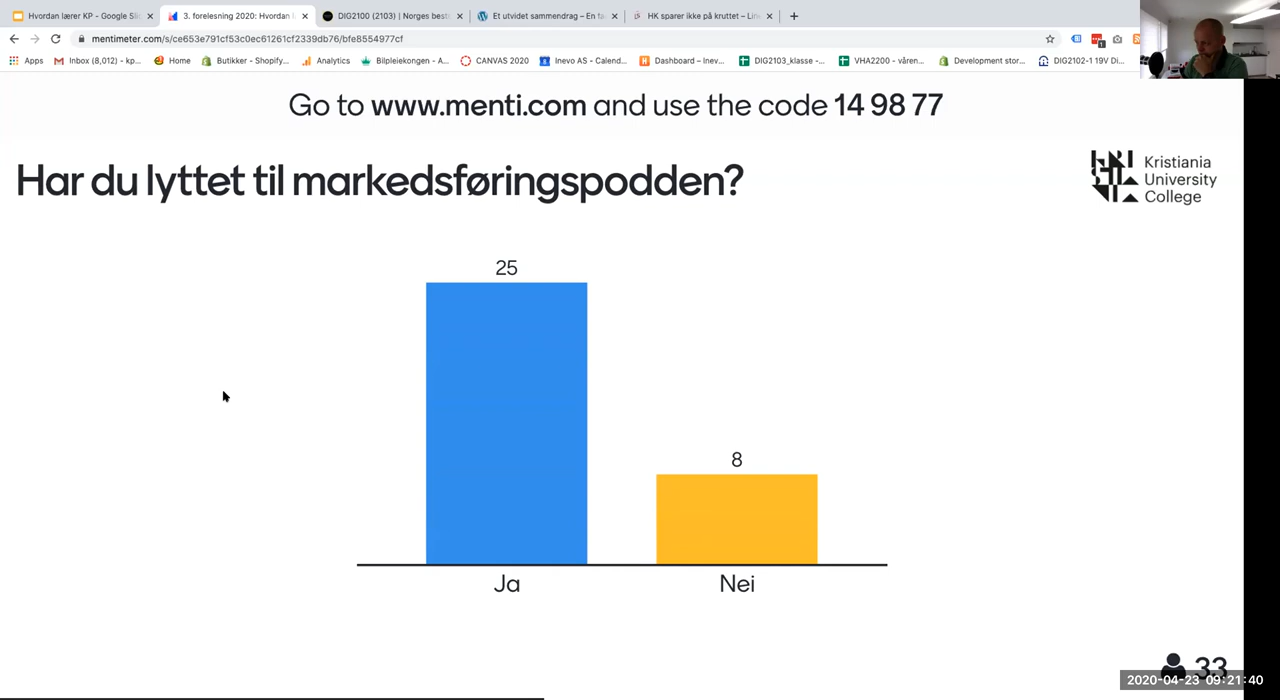 Hvordan lærer KP - Google Sli
3. forelesning 2020: Hvordan l
DIG2100 (2103) | Norges best
Et utvidet sammendrag – En fa
HK sparer ikke på kruttet – Line
mentimeter.com/s/ce653e791cf53c0ec61261cf2339db76/bfe8554977cf
Apps
Inbox (8,012) - kp...
Home
Butikker - Shopify...
Analytics
Bilpleiekongen - A...
CANVAS 2020
Inevo AS - Calend...
Dashboard – Inev...
DIG2103_klasse -...
VHA2200 - våren...
Development stor...
DIG2102-1 19V Di...
Go to www.menti.com and use the code 14 98 77
Har du lyttet til markedsføringspodden?
Kristiania
University
College
25
8
Ja
Nei
33
2020-04-23 09:21:40